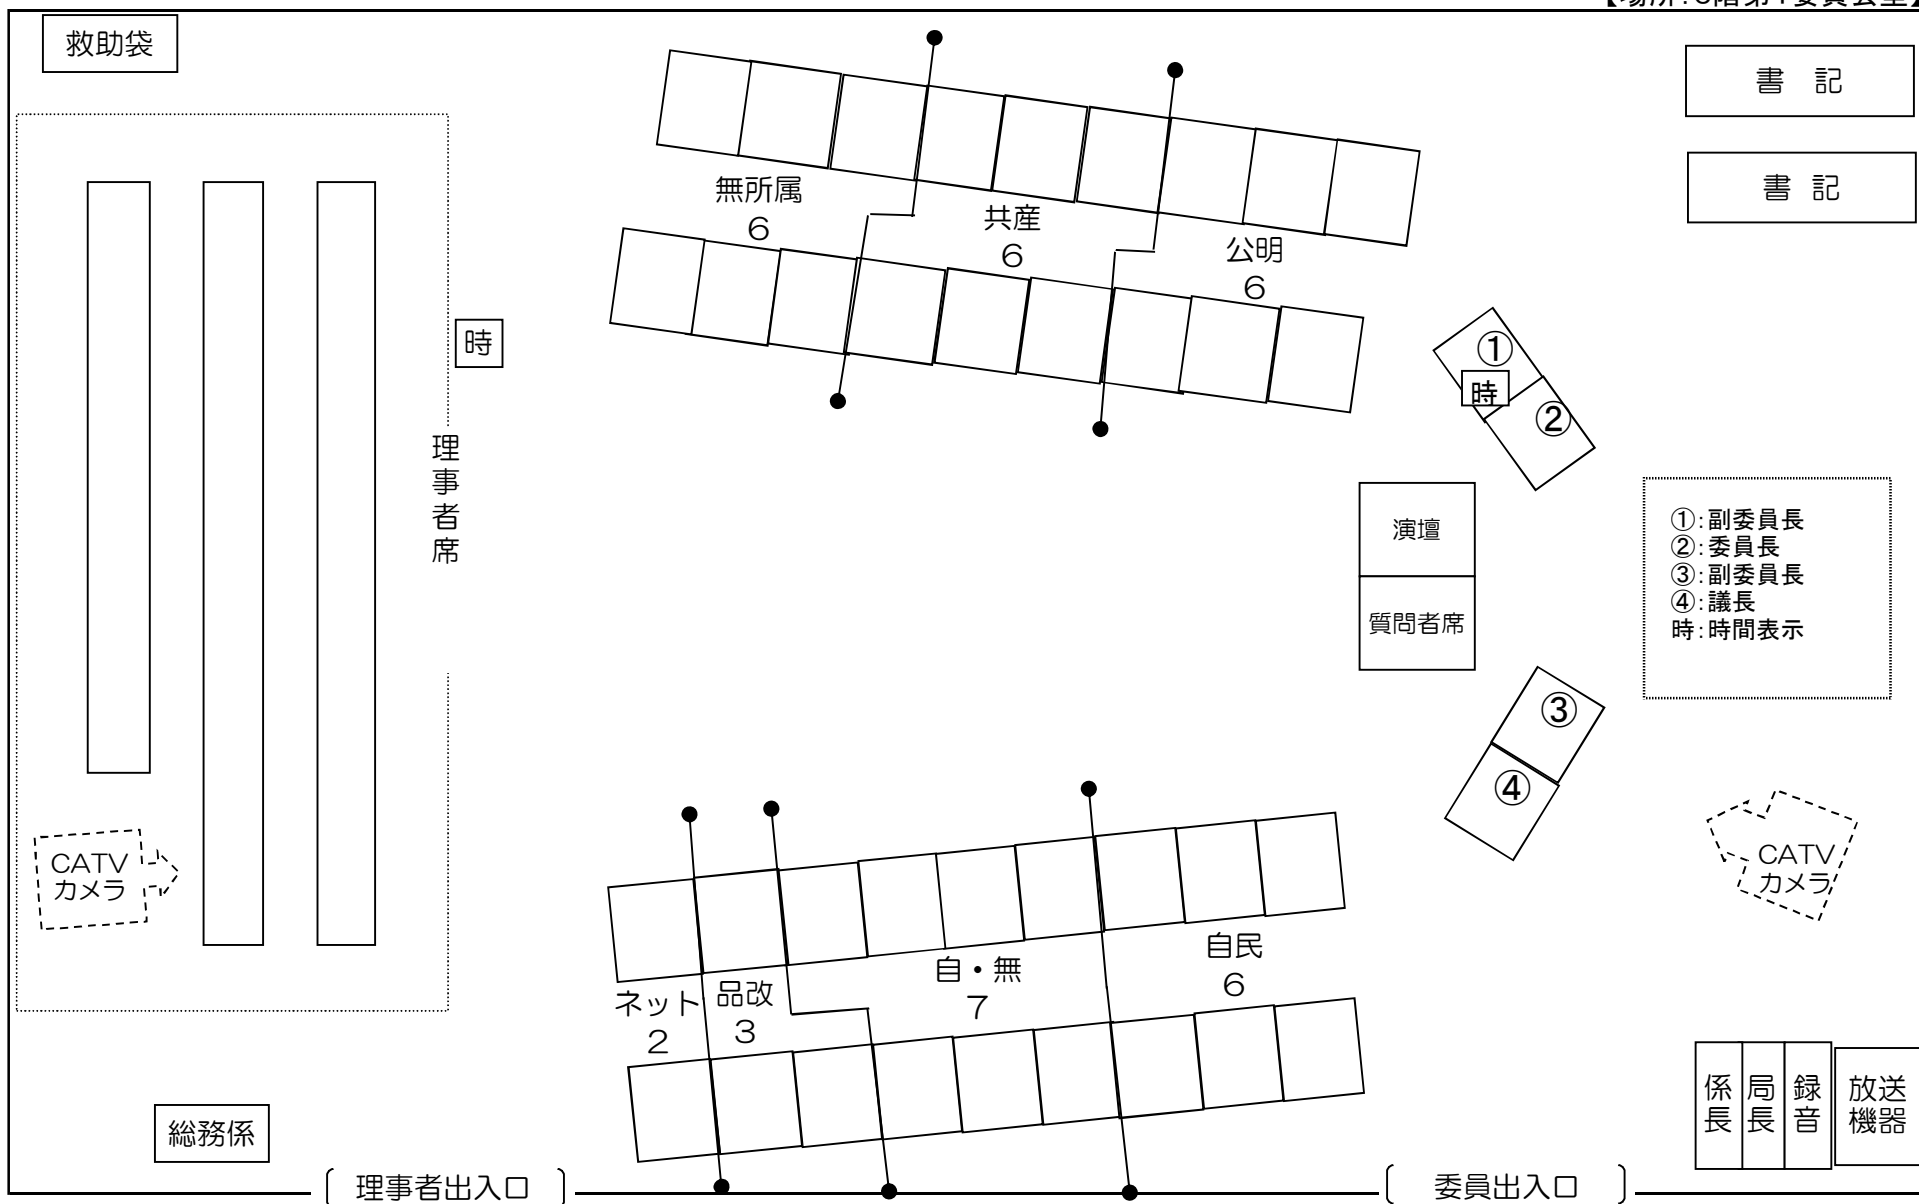 救助袋
書　記
書　記
無所属
6
共産
6
公明
6
時
①
時
②
理事者席
演壇
質問者席
①：副委員長
②：委員長
③：副委員長
④：議長
時：時間表示
③
④
CATV
カメラ
CATV
カメラ
ネット
2
品改
3
自・無
7
自民
6
総務係
係長
局長
録音
放送
機器
理事者出入口
委員出入口